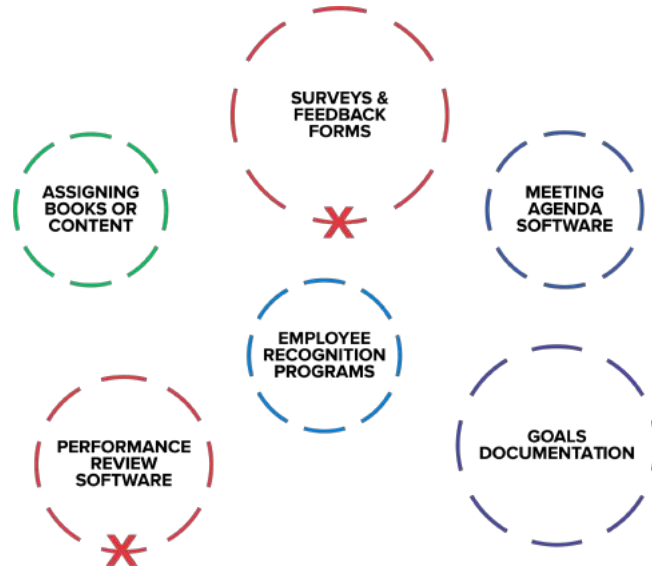 SURVEYS &
FEEDBACK
FORMS
ASSIGNING
BOOKS OR
CONTENT
MEETING
AGENDA
SOFTWARE
EMPLOYEE
RECOGNITION
PROGRAMS
PERFORMANCE
REVIEW
SOFTWARE
GOALS
DOCUMENTATION